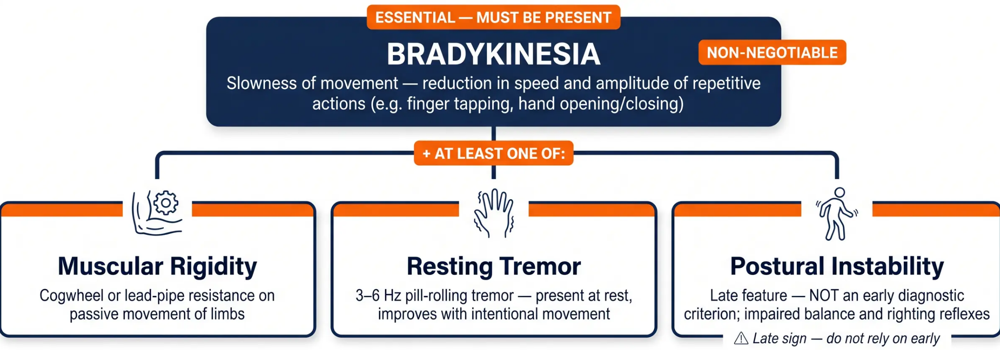 ESSENTIAL — MUST BE PRESENT
BRADYKINESIA
NON-NEGOTIABLE
Slowness of movement — reduction in speed and amplitude of repetitive
actions (e.g. finger tapping, hand opening/closing)
+ AT LEAST ONE OF:
Muscular Rigidity
Cogwheel or lead-pipe resistance on
passive movement of limbs
Resting Tremor
3–6 Hz pill-rolling tremor — present at rest,
improves with intentional movement
Postural Instability
Late feature — NOT an early diagnostic
criterion; impaired balance and righting reflexes
⚠ Late sign — do not rely on early